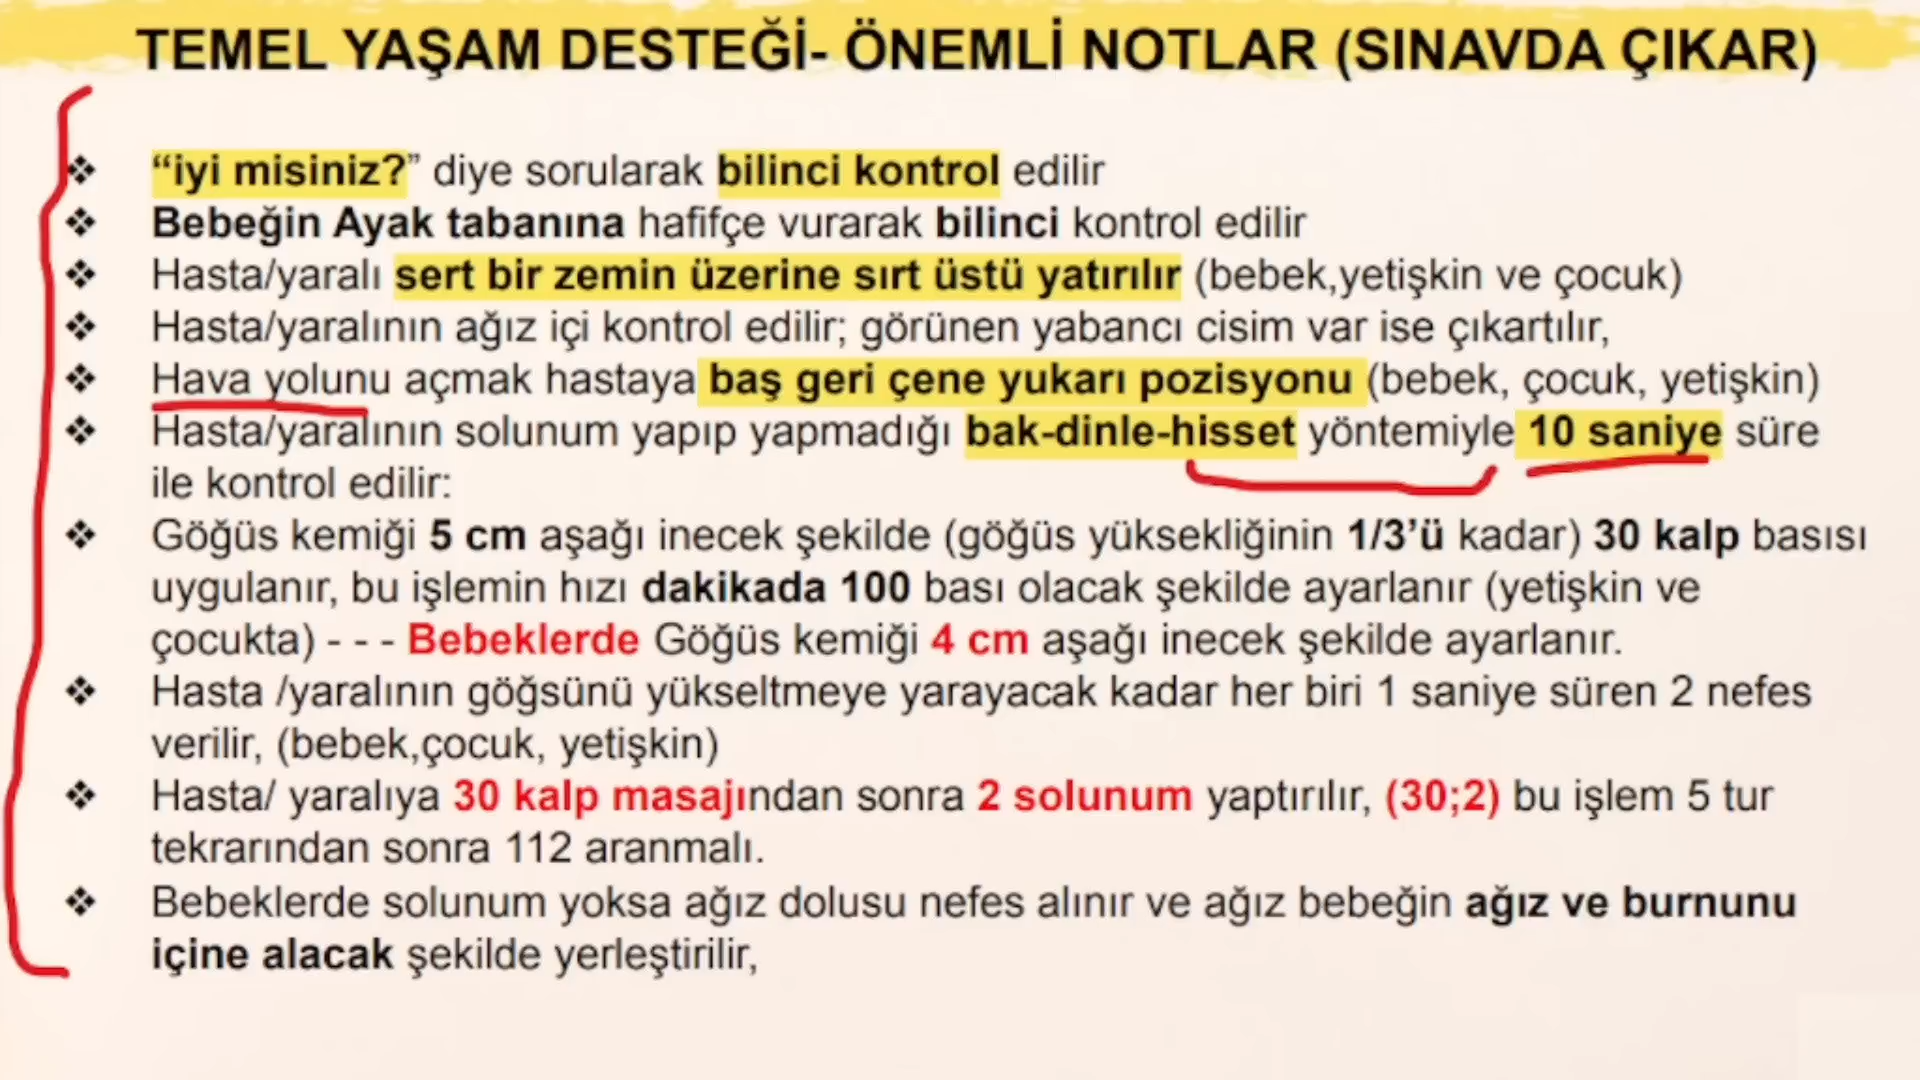 TEMEL YAŞAM DESTEĞİ- ÖNEMLİ NOTLAR (SINAVDA ÇIKAR)
❖ “iyi misiniz?” diye sorularak bilinci kontrol edilir
❖ Bebeğin Ayak tabanına hafifçe vurarak bilinci kontrol edilir
❖ Hasta/yaralı sert bir zemin üzerine sırt üstü yatırılır (bebek,yetişkin ve çocuk)
❖ Hasta/yaralının ağız içi kontrol edilir; görünen yabancı cisim var ise çıkartılır,
❖ Hava yolunu açmak hastaya baş geri çene yukarı pozisyonu (bebek, çocuk, yetişkin)
❖ Hasta/yaralının solunum yapıp yapmadığı bak-dinle-hisset yöntemiyle 10 saniye süre
ile kontrol edilir:
❖ Göğüs kemiği 5 cm aşağı inecek şekilde (göğüs yüksekliğinin 1/3’ü kadar) 30 kalp basısı
uygulanır, bu işlemin hızı dakikada 100 bası olacak şekilde ayarlanır (yetişkin ve
çocukta) - - - Bebeklerde Göğüs kemiği 4 cm aşağı inecek şekilde ayarlanır.
❖ Hasta /yaralının göğsünü yükseltmeye yarayacak kadar her biri 1 saniye süren 2 nefes
verilir, (bebek,çocuk, yetişkin)
❖ Hasta/ yaralıya 30 kalp masajından sonra 2 solunum yaptırılır, (30;2) bu işlem 5 tur
tekrarından sonra 112 aranmalı.
❖ Bebeklerde solunum yoksa ağız dolusu nefes alınır ve ağız bebeğin ağız ve burnunu
içine alacak şekilde yerleştirilir,